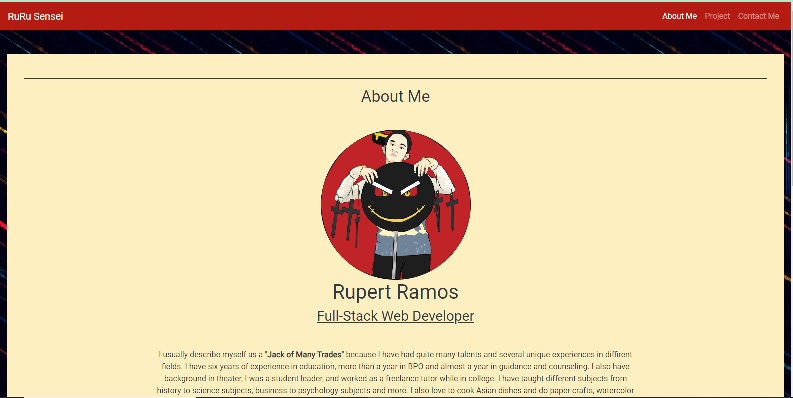 RuRu Sensei
About Me Project Contact Me
About Me
Rupert Ramos
Full-Stack Web Developer
I usually describe myself as a "Jack of Many Trades" because I have had quite many talents and several unique experiences in diffirent
fields. I have six years of experience in education, more than a year in BPO and almost a year in guidance and counseling. I also have
background in theater, I was a student leader, and worked as a freelance tutor while in college. I have taught different subjects from
history to science subjects, business to psychology subjects and more. I also love to cook Asian dishes and do paper crafts, watercolor